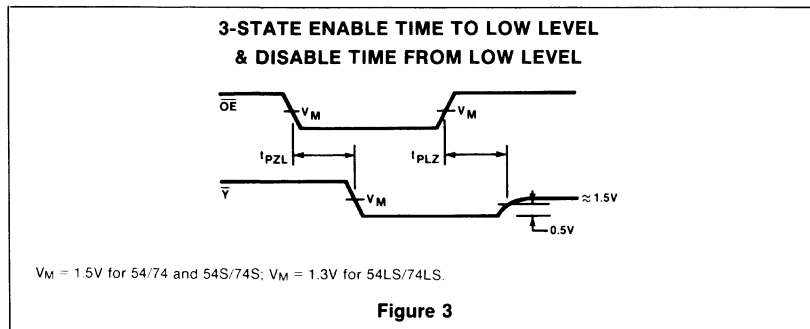 3-STATE ENABLE TIME TO LOW LEVEL
& DISABLE TIME FROM LOW LEVEL
OE
VM
VM
tPZL
tPLZ
Y
VM
≈ 1.5V
0.5V
VM = 1.5V for 54/74 and 54S/74S; VM = 1.3V for 54LS/74LS.
Figure 3